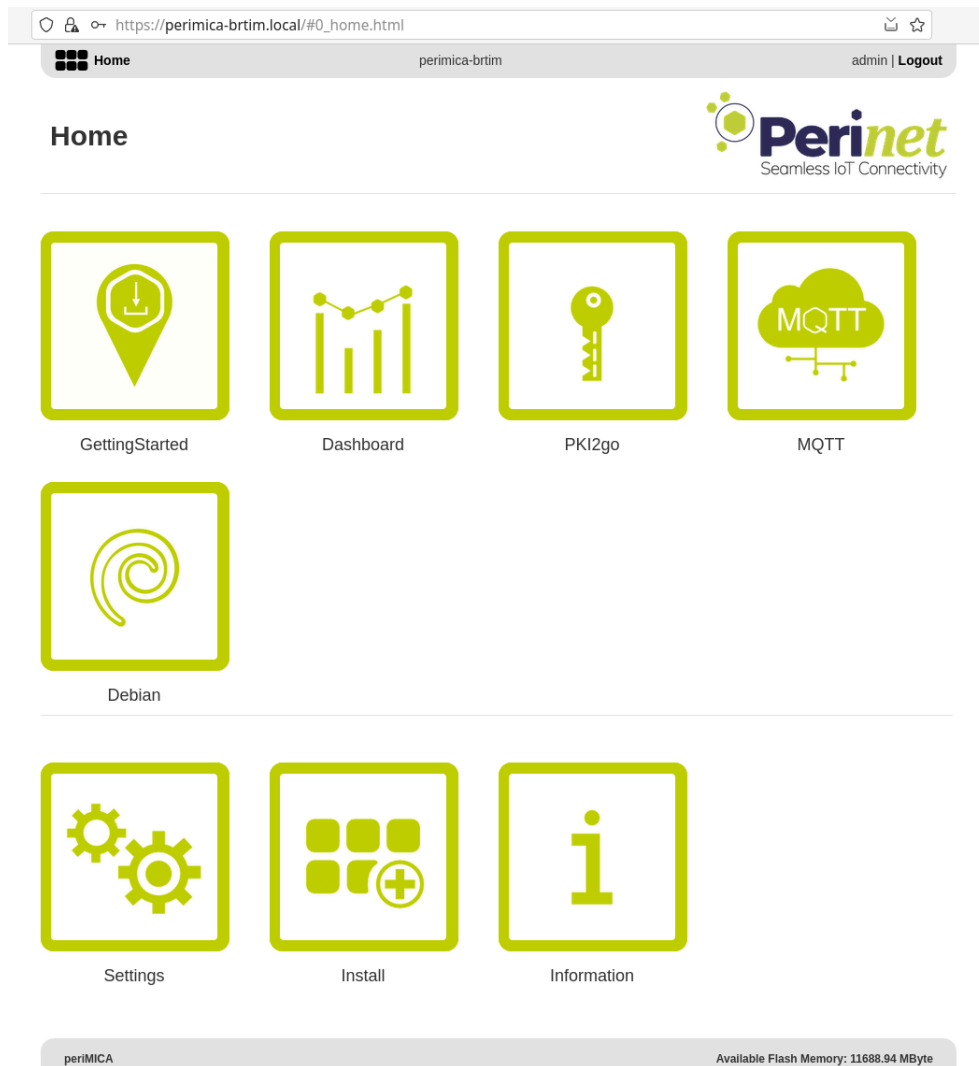 https://perimica-brtim.local/#0_home.html
Home perimica-brtim admin | Logout
Home
Perinet
Seamless IoT Connectivity
MQTT
GettingStarted Dashboard PKI2go MQTT
Debian
Settings Install Information
periMICA Available Flash Memory: 11688.94 MByte